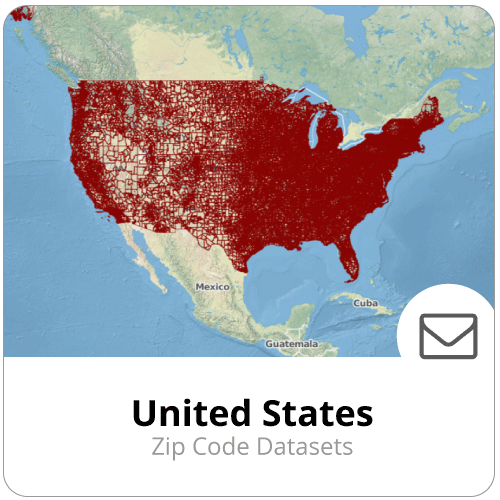 Mexico
Cuba
Guatemala
United States
Zip Code Datasets